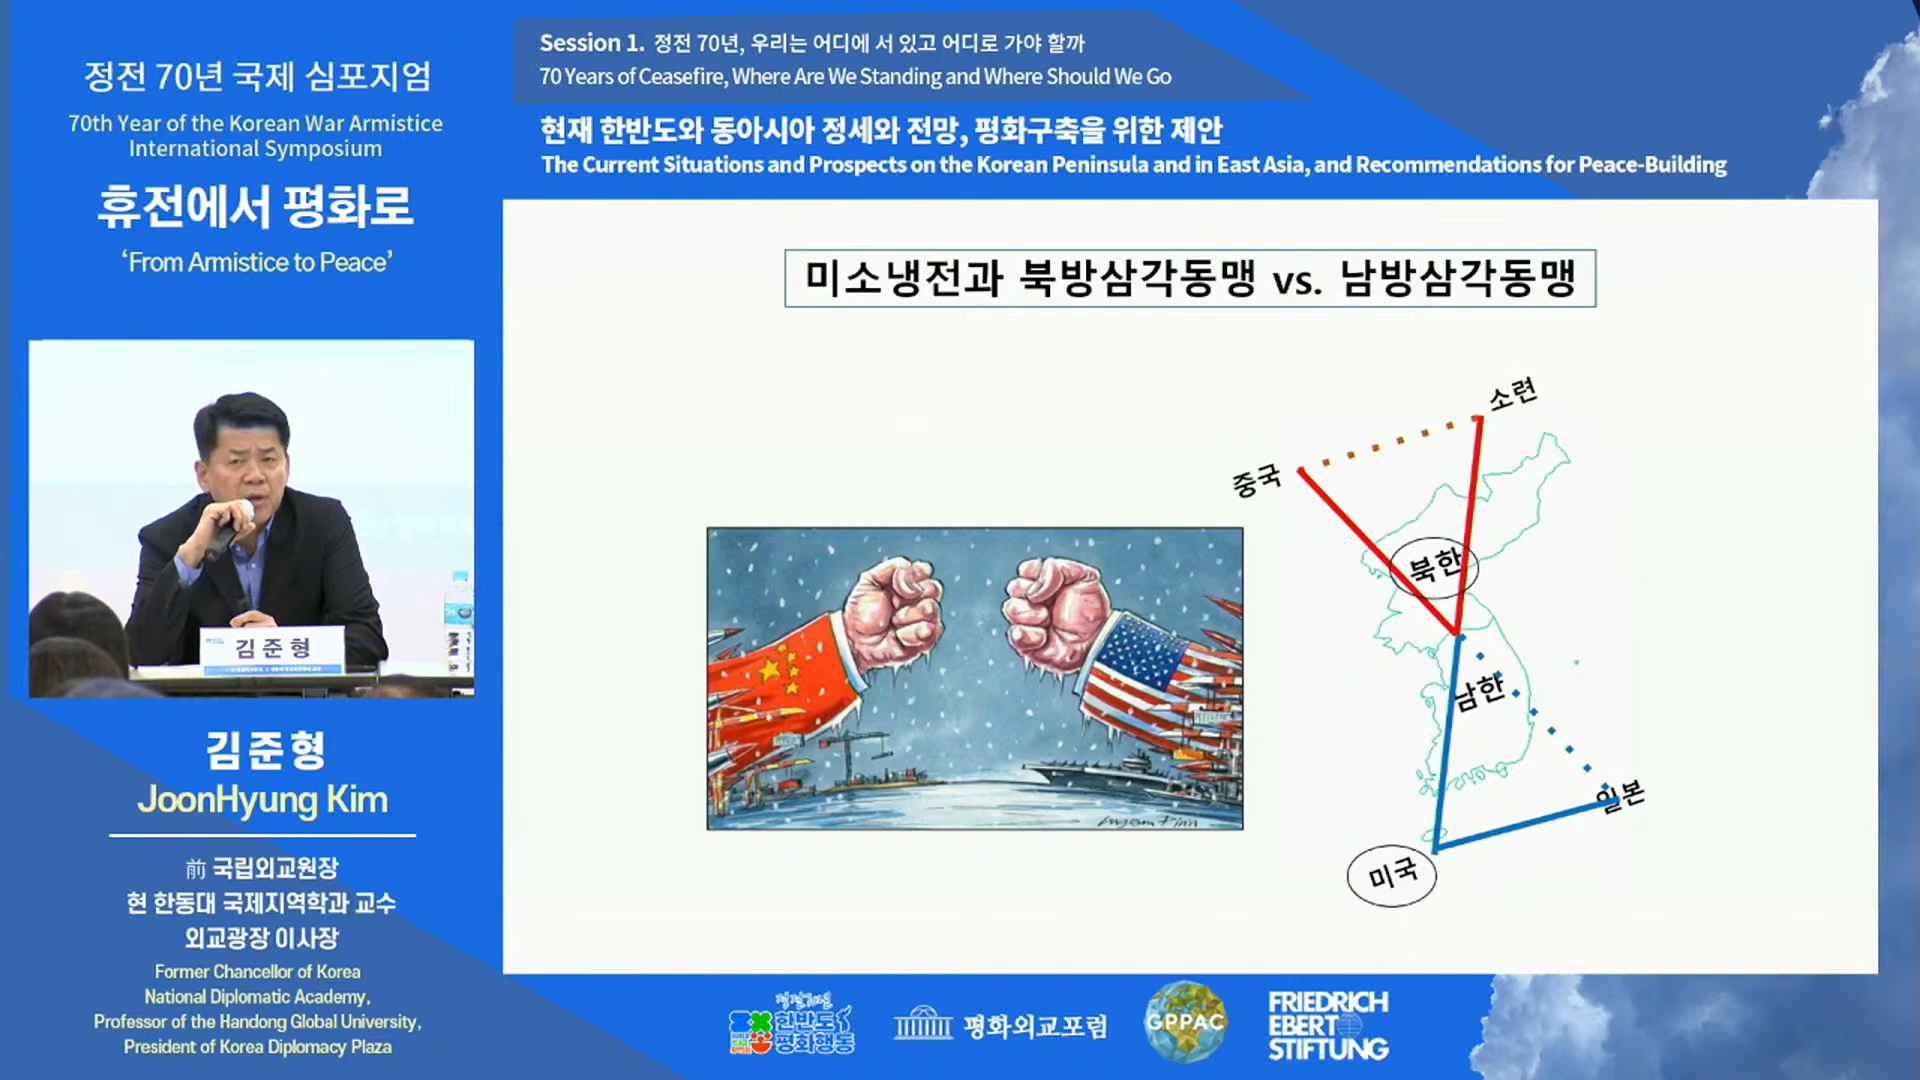 정전 70년 국제 심포지엄
70th Year of the Korean War Armistice
International Symposium
휴전에서 평화로
‘From Armistice to Peace’
Session 1. 정전 70년, 우리는 어디에 서 있고 어디로 가야 할까
70 Years of Ceasefire, Where Are We Standing and Where Should We Go
현재 한반도와 동아시아 정세와 전망, 평화구축을 위한 제안
The Current Situations and Prospects on the Korean Peninsula and in East Asia, and Recommendations for Peace-Building
미소냉전과 북방삼각동맹 vs. 남방삼각동맹
소련
중국
북한
남한
일본
미국
김준형
김준형
JoonHyung Kim
前 국립외교원장
현 한동대 국제지역학과 교수
외교광장 이사장
Former Chancellor of Korea
National Diplomatic Academy,
Professor of the Handong Global University,
President of Korea Diplomacy Plaza
정전70년
한반도
평화행동
평화외교포럼
GPPAC
FRIEDRICH
EBERT
STIFTUNG